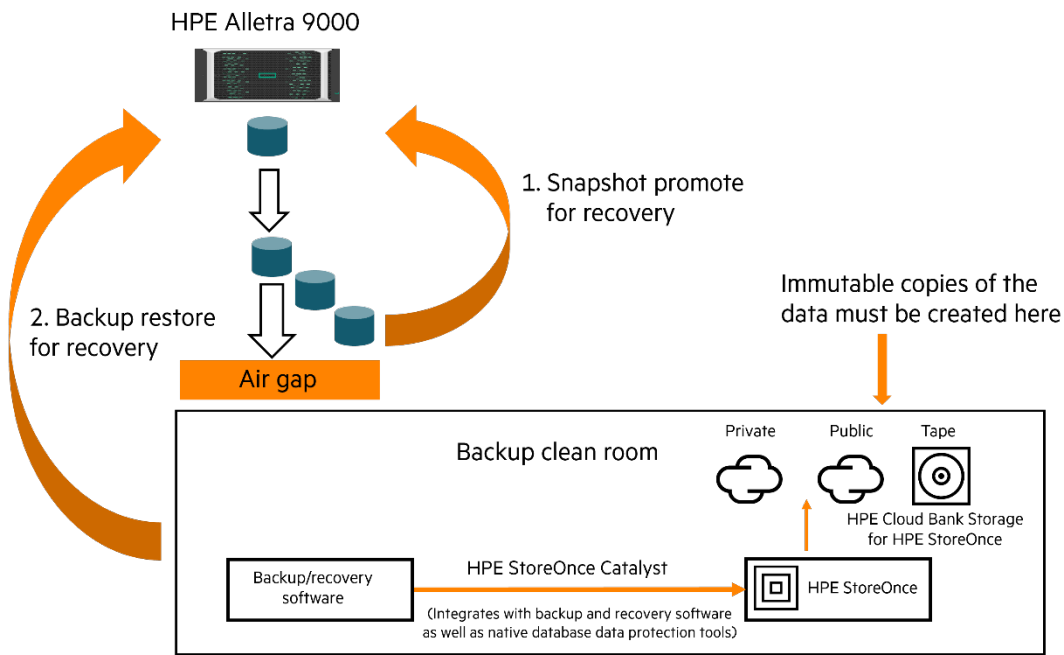 HPE Alletra 9000
1. Snapshot promote
for recovery
2. Backup restore
for recovery
Air gap
Immutable copies of the
data must be created here
Backup clean room
Private
Public
Tape
HPE Cloud Bank Storage
for HPE StoreOnce
Backup/recovery
software
HPE StoreOnce Catalyst
(Integrates with backup and recovery software
as well as native database data protection tools)
HPE StoreOnce